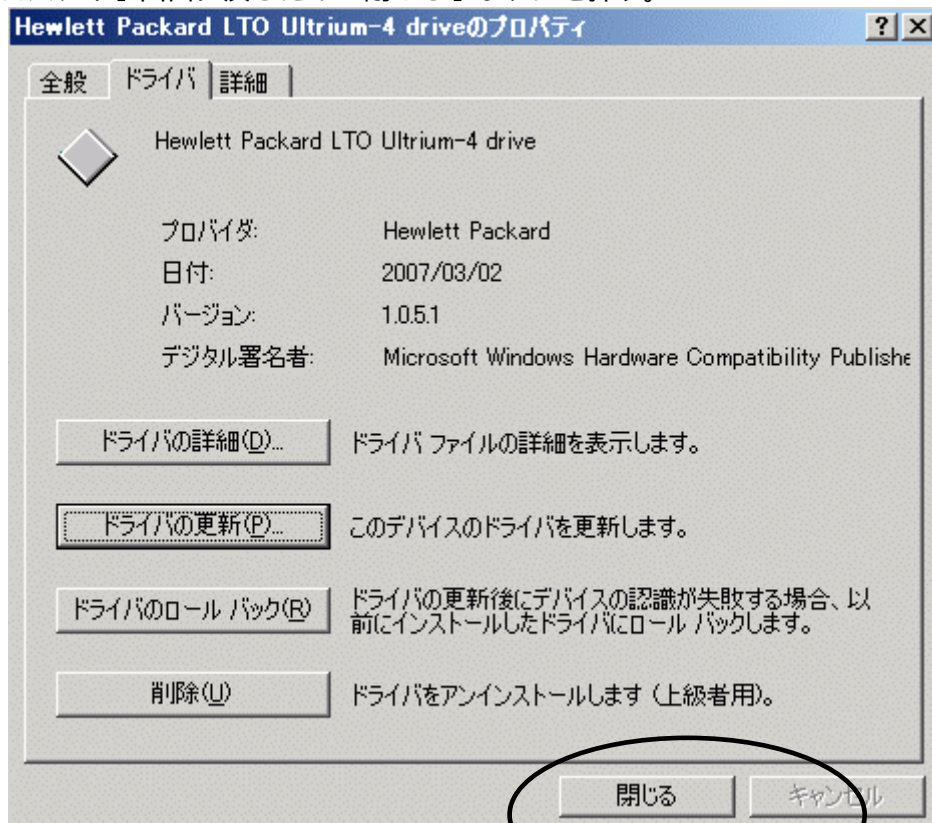 Hewlett Packard LTO Ultrium-4 driveのプロパティ
全般 ドライバ 詳細
Hewlett Packard LTO Ultrium-4 drive
プロバイダ: Hewlett Packard
日付: 2007/03/02
バージョン: 1.0.5.1
デジタル署名者: Microsoft Windows Hardware Compatibility Publishe
ドライバの詳細(D)... ドライバ ファイルの詳細を表示します。
ドライバの更新(P)... このデバイスのドライバを更新します。
ドライバのロール バック(R) ドライバの更新後にデバイスの認識が失敗する場合、以
前にインストールしたドライバにロール バックします。
削除(U) ドライバをアンインストールします (上級者用)。
閉じる キャンセル